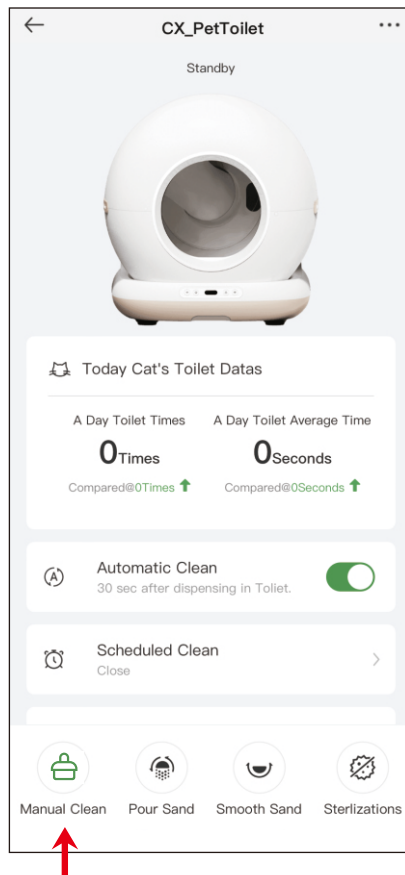 CX_PetToilet
Standby
Today Cat's Toilet Datas
A Day Toilet Times A Day Toilet Average Time
0Times 0Seconds
Compared@0Times Compared@0Seconds
Automatic Clean
30 sec after dispensing in Toliet.
Scheduled Clean
Close
Manual Clean Pour Sand Smooth Sand Sterlizations